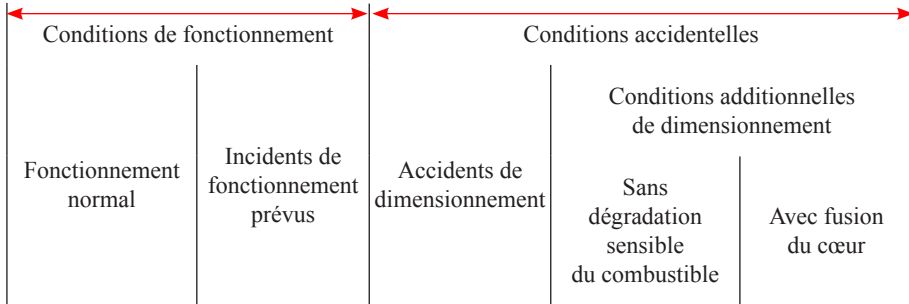 Conditions de fonctionnement
Conditions accidentelles
Fonctionnement
normal
Incidents de
fonctionnement
prévus
Accidents de
dimensionnement
Conditions additionnelles
de dimensionnement
Sans
dégradation
sensible
du combustible
Avec fusion
du cœur